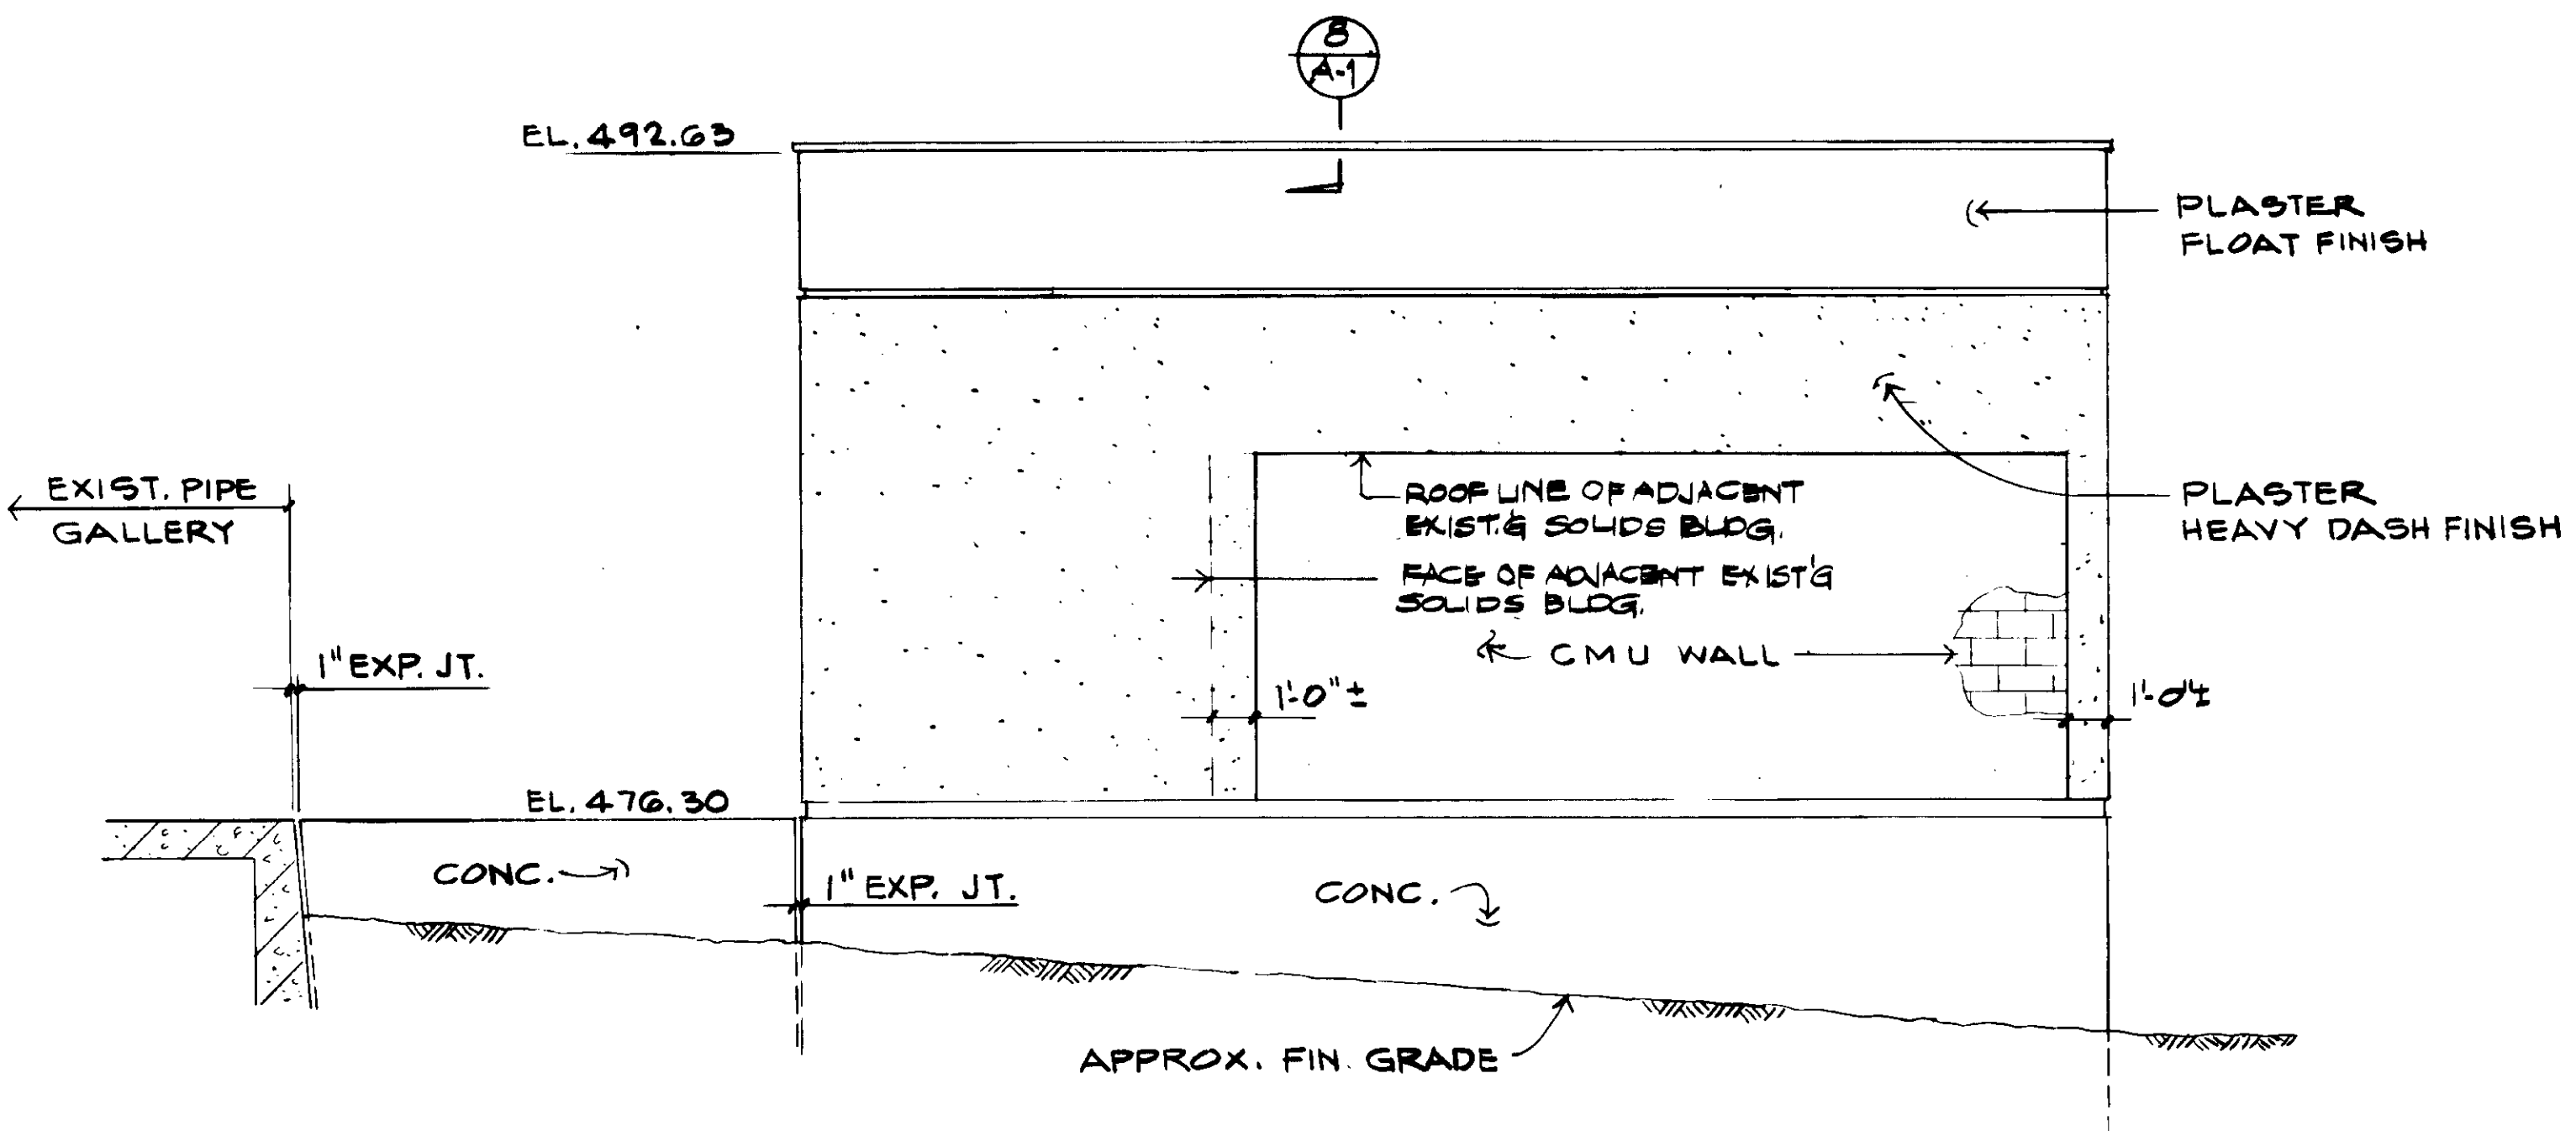 8
A-1
EL. 492.63
PLASTER
FLOAT FINISH
EXIST. PIPE
GALLERY
ROOF LINE OF ADJACENT
EXIST.G SOLIDS BLDG.
PLASTER
HEAVY DASH FINISH
FACE OF ADJACENT EXIST'G
SOLIDS BLDG.
CMU WALL
1" EXP. JT.
1'-0" ±
1'-0"±
EL. 476.30
CONC.
1" EXP. JT.
CONC.
APPROX. FIN. GRADE